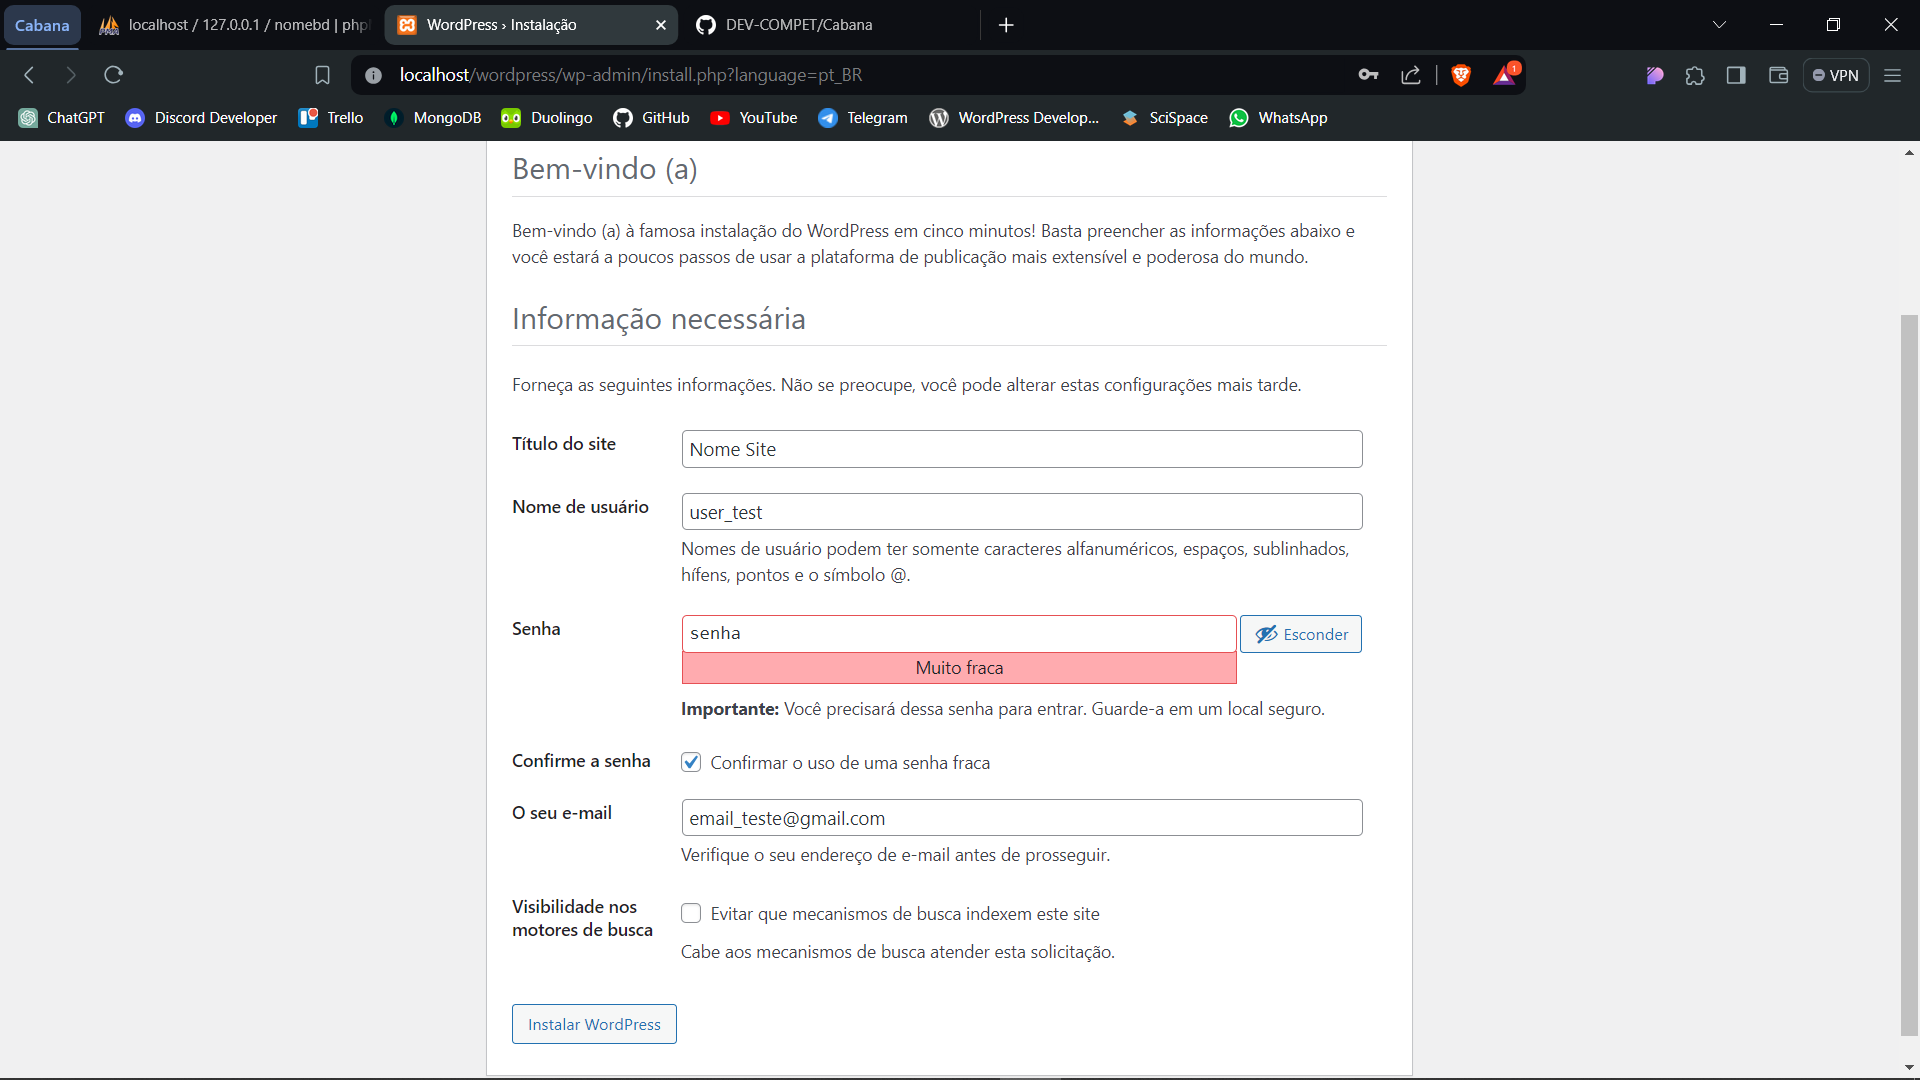 Cabana
localhost / 127.0.0.1 / nomebd | php
WordPress › Instalação
DEV-COMPET/Cabana
localhost/wordpress/wp-admin/install.php?language=pt_BR
1
VPN
ChatGPT
Discord Developer
Trello
MongoDB
Duolingo
GitHub
YouTube
Telegram
WordPress Develop...
SciSpace
WhatsApp
Bem-vindo (a)
Bem-vindo (a) à famosa instalação do WordPress em cinco minutos! Basta preencher as informações abaixo e
você estará a poucos passos de usar a plataforma de publicação mais extensível e poderosa do mundo.
Informação necessária
Forneça as seguintes informações. Não se preocupe, você pode alterar estas configurações mais tarde.
Título do site
Nome Site
Nome de usuário
user_test
Nomes de usuário podem ter somente caracteres alfanuméricos, espaços, sublinhados,
hífens, pontos e o símbolo @.
Senha
senha
Esconder
Muito fraca
Importante: Você precisará dessa senha para entrar. Guarde-a em um local seguro.
Confirme a senha
Confirmar o uso de uma senha fraca
O seu e-mail
email_teste@gmail.com
Verifique o seu endereço de e-mail antes de prosseguir.
Visibilidade nos
motores de busca
Evitar que mecanismos de busca indexem este site
Cabe aos mecanismos de busca atender esta solicitação.
Instalar WordPress